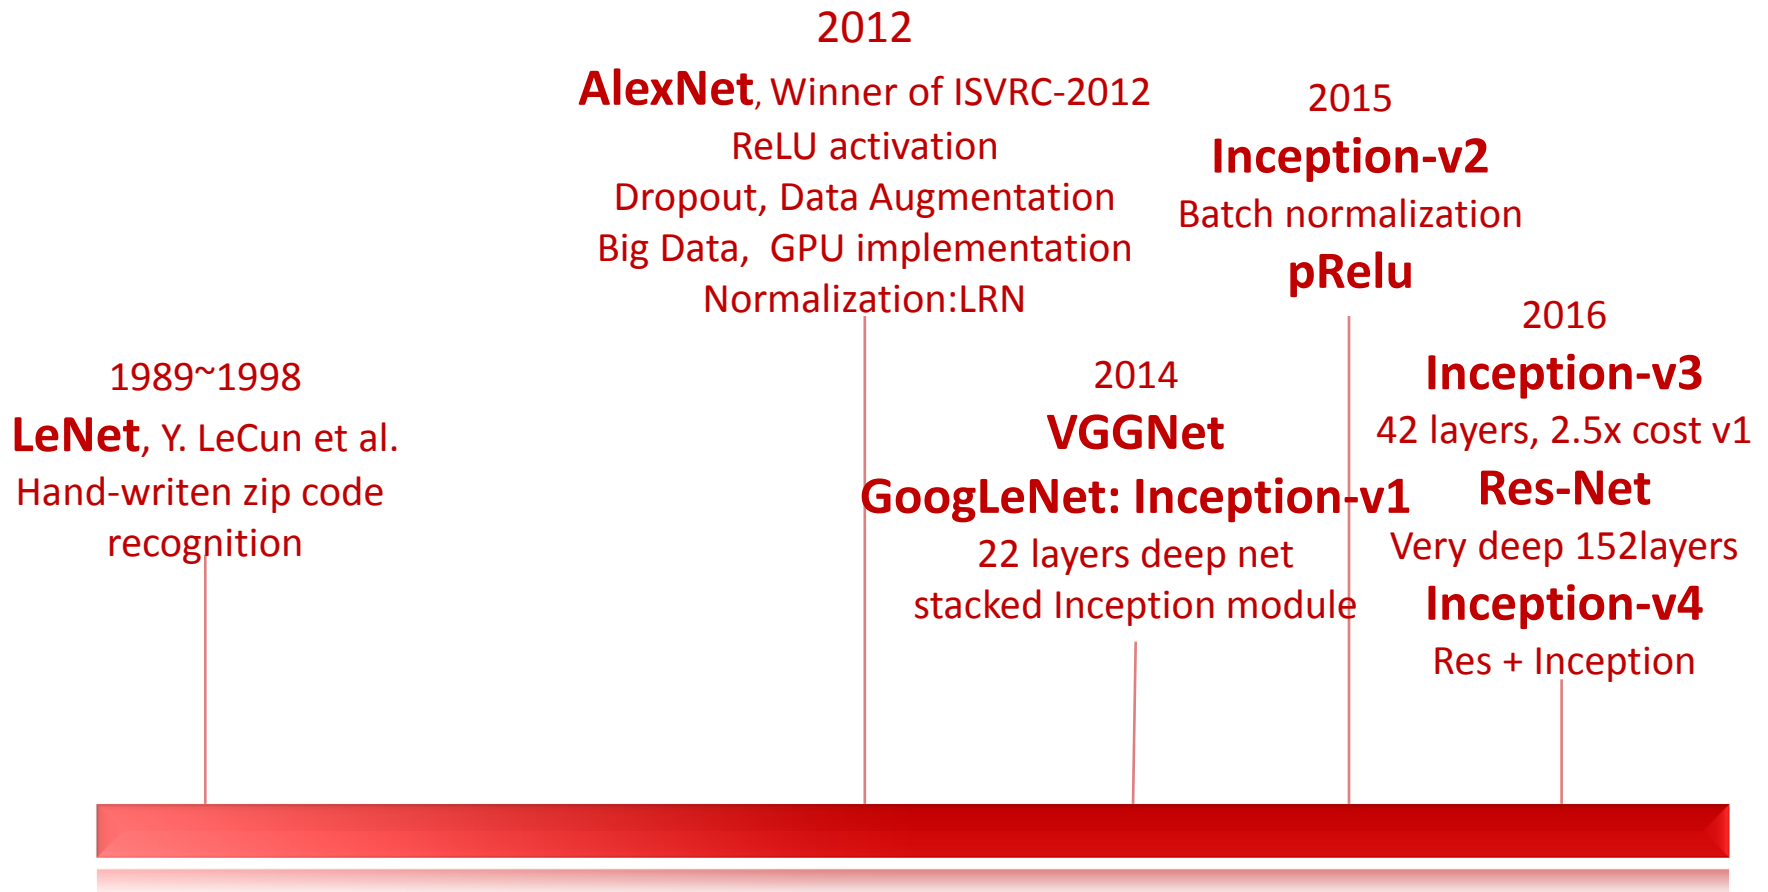 1989~1998
LeNet, Y. LeCun et al.
Hand-writen zip code
recognition
2012
AlexNet, Winner of ISVRC-2012
ReLU activation
Dropout, Data Augmentation
Big Data,  GPU implementation
Normalization:LRN
2014
VGGNet
GoogLeNet: Inception-v1
22 layers deep net
stacked Inception module
2015
Inception-v2
Batch normalization
pRelu
2016
Inception-v3
42 layers, 2.5x cost v1
Res-Net
Very deep 152layers
Inception-v4
Res + Inception